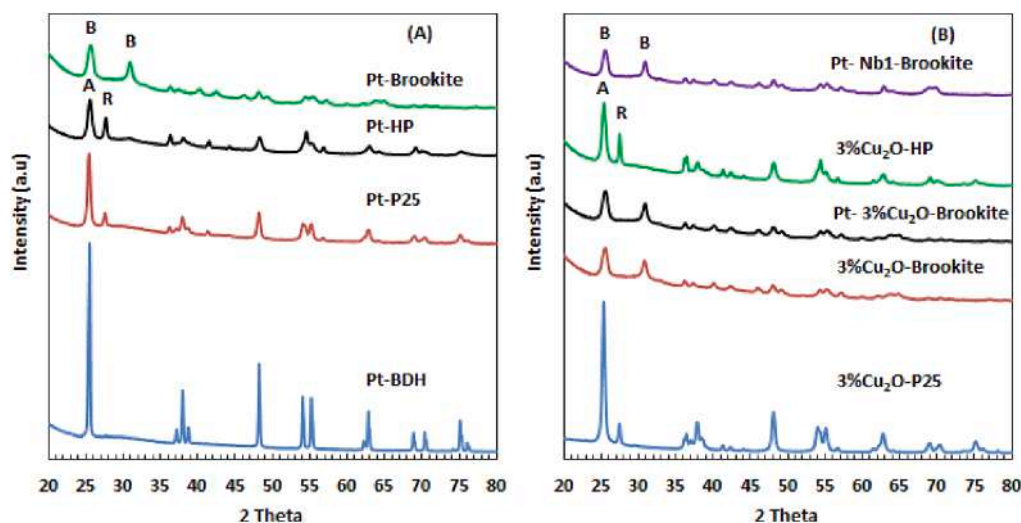 (A)
B
B
Pt-Brookite
A
R
Pt-HP
Pt-P25
Pt-BDH
Intensity (a.u)
20 25 30 35 40 45 50 55 60 65 70 75 80
2 Theta
(B)
B
B
Pt- Nb1-Brookite
A
R
3%Cu₂O-HP
Pt- 3%Cu₂O-Brookite
3%Cu₂O-Brookite
3%Cu₂O-P25
Intensity (a.u)
20 25 30 35 40 45 50 55 60 65 70 75 80
2 Theta